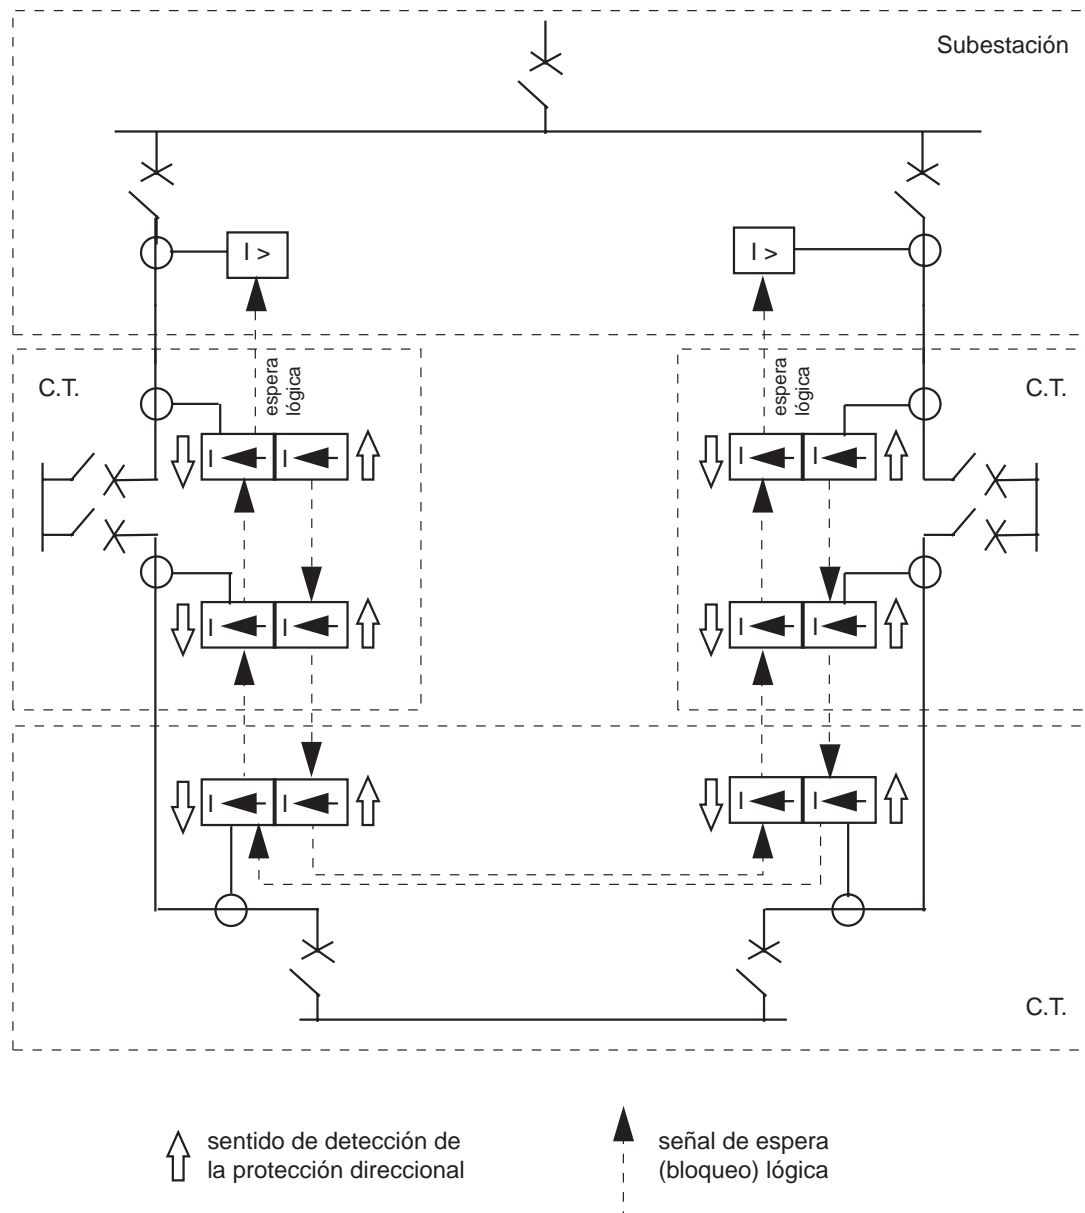 Subestación
I >
I >
espera
lógica
espera
lógica
C.T.
C.T.
I
I
I
I
I
I
I
I
I
I
I
I
C.T.
sentido de detección de
la protección direccional
señal de espera
(bloqueo) lógica